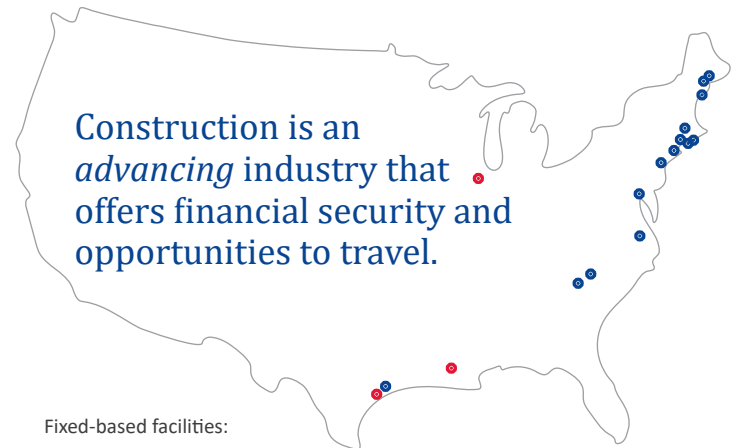 Construction is an
advancing industry that
offers financial security and
opportunities to travel.
Fixed-based facilities: